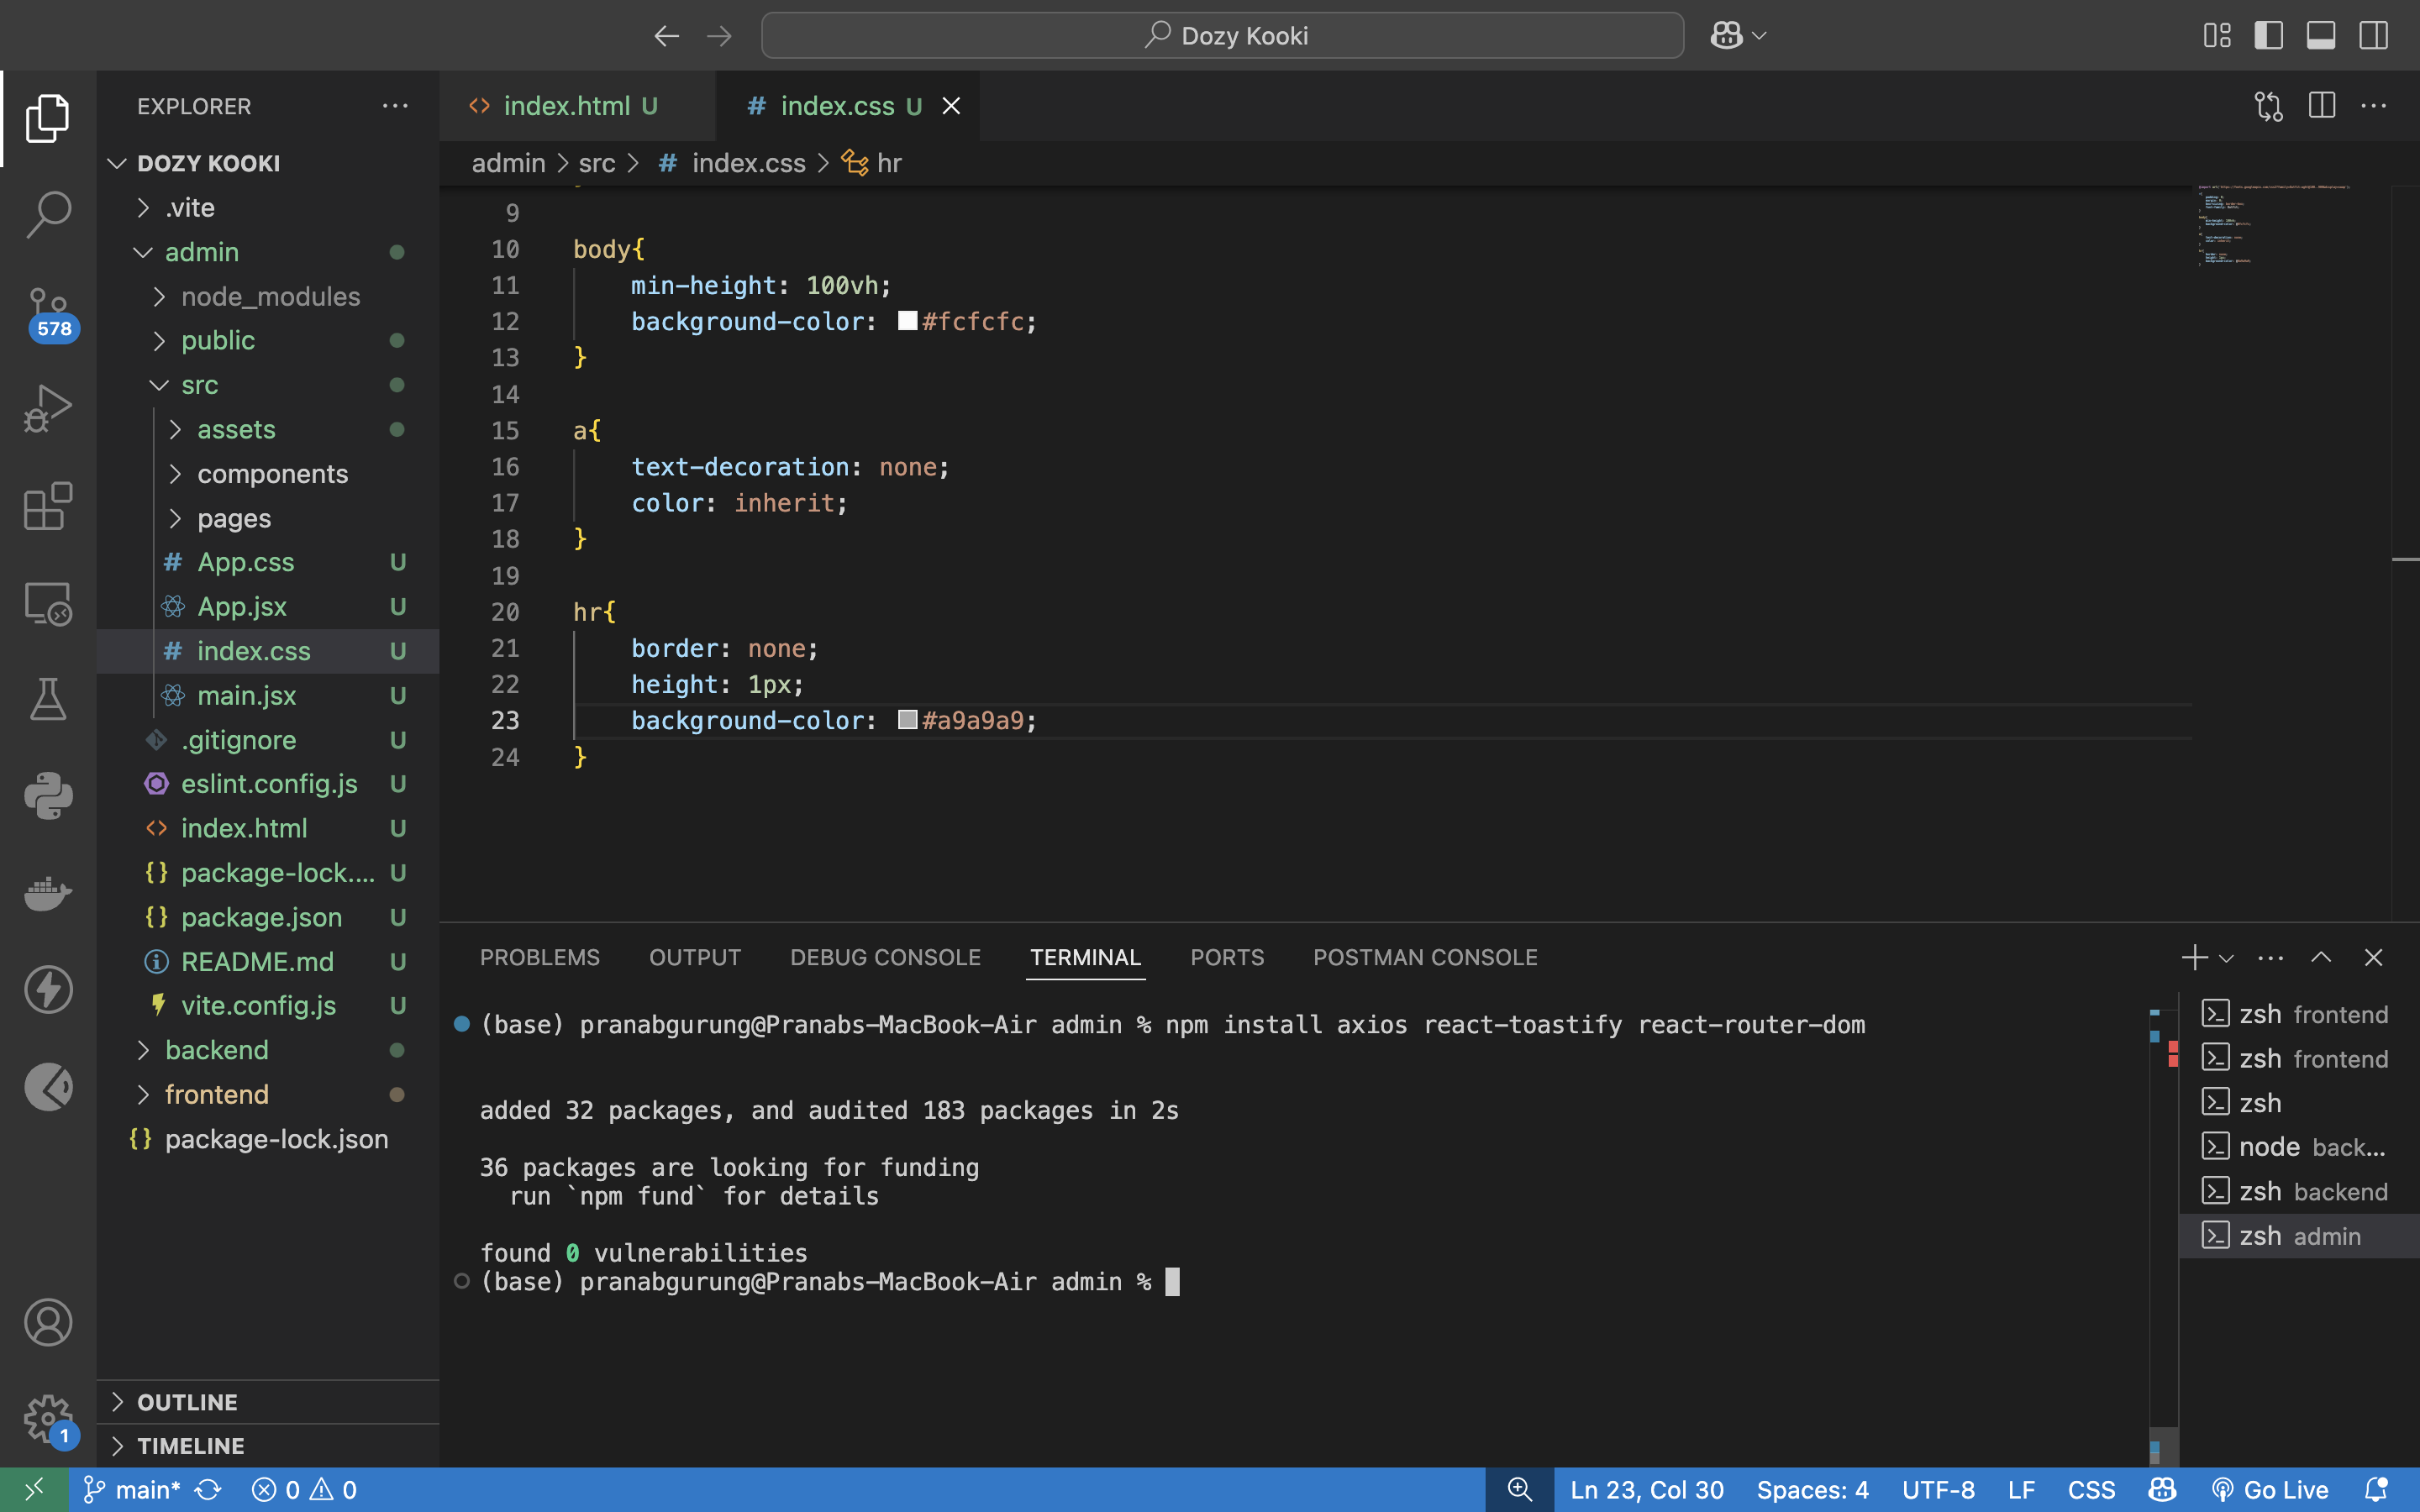 Dozy Kooki
EXPLORER
DOZY KOOKI
.vite
admin
node_modules
public
src
assets
components
pages
App.css U
App.jsx U
index.css U
main.jsx U
.gitignore U
eslint.config.js U
index.html U
package-lock.... U
package.json U
README.md U
vite.config.js U
backend
frontend
package-lock.json
OUTLINE
TIMELINE
578
1
index.html U
# index.css U
admin > src > # index.css > hr
9
10 body{
11 min-height: 100vh;
12 background-color: #fcfcfc;
13 }
14
15 a{
16 text-decoration: none;
17 color: inherit;
18 }
19
20 hr{
21 border: none;
22 height: 1px;
23 background-color: #a9a9a9;
24 }
PROBLEMS OUTPUT DEBUG CONSOLE TERMINAL PORTS POSTMAN CONSOLE
(base) pranabgurung@Pranabs-MacBook-Air admin % npm install axios react-toastify react-router-dom
added 32 packages, and audited 183 packages in 2s
36 packages are looking for funding
run `npm fund` for details
found 0 vulnerabilities
(base) pranabgurung@Pranabs-MacBook-Air admin %
zsh frontend
zsh frontend
zsh
node back...
zsh backend
zsh admin
main* 0 0 Ln 23, Col 30 Spaces: 4 UTF-8 LF CSS Go Live